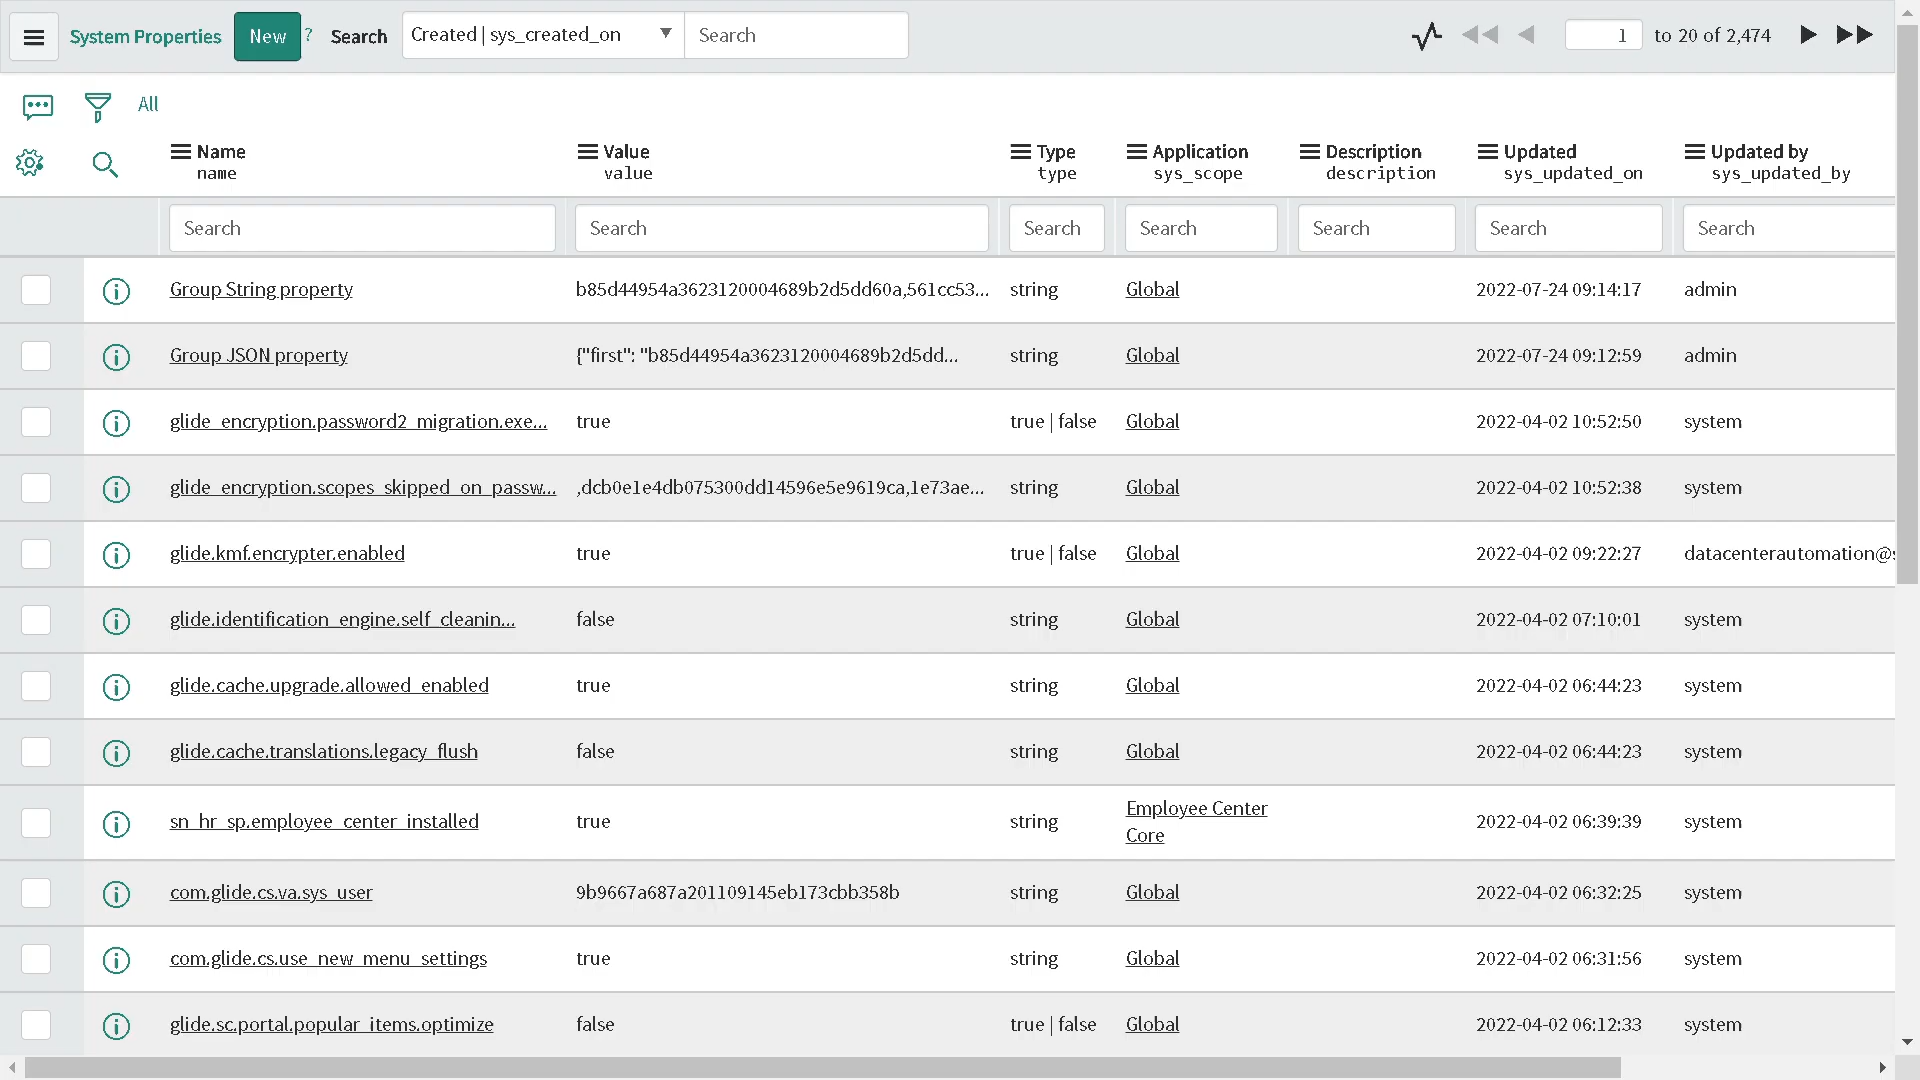 System Properties New ? Search Created | sys_created_on Search 1 to 20 of 2,474
All
Name Value Type Application Description Updated Updated by
name value type sys_scope description sys_updated_on sys_updated_by
Search Search Search Search Search Search Search
Group String property b85d44954a3623120004689b2d5dd60a,561cc53... string Global 2022-07-24 09:14:17 admin
Group JSON property {"first": "b85d44954a3623120004689b2d5dd... string Global 2022-07-24 09:12:59 admin
glide_encryption.password2_migration.exe... true true | false Global 2022-04-02 10:52:50 system
glide_encryption.scopes_skipped_on_passw... ,dcb0e1e4db075300dd14596e5e9619ca,1e73ae... string Global 2022-04-02 10:52:38 system
glide.kmf.encrypter.enabled true true | false Global 2022-04-02 09:22:27 datacenterautomation@s
glide.identification_engine.self_cleanin... false string Global 2022-04-02 07:10:01 system
glide.cache.upgrade.allowed_enabled true string Global 2022-04-02 06:44:23 system
glide.cache.translations.legacy_flush false string Global 2022-04-02 06:44:23 system
sn_hr_sp.employee_center_installed true string Employee Center Core 2022-04-02 06:39:39 system
com.glide.cs.va.sys_user 9b9667a687a201109145eb173cbb358b string Global 2022-04-02 06:32:25 system
com.glide.cs.use_new_menu_settings true string Global 2022-04-02 06:31:56 system
glide.sc.portal.popular_items.optimize false true | false Global 2022-04-02 06:12:33 system